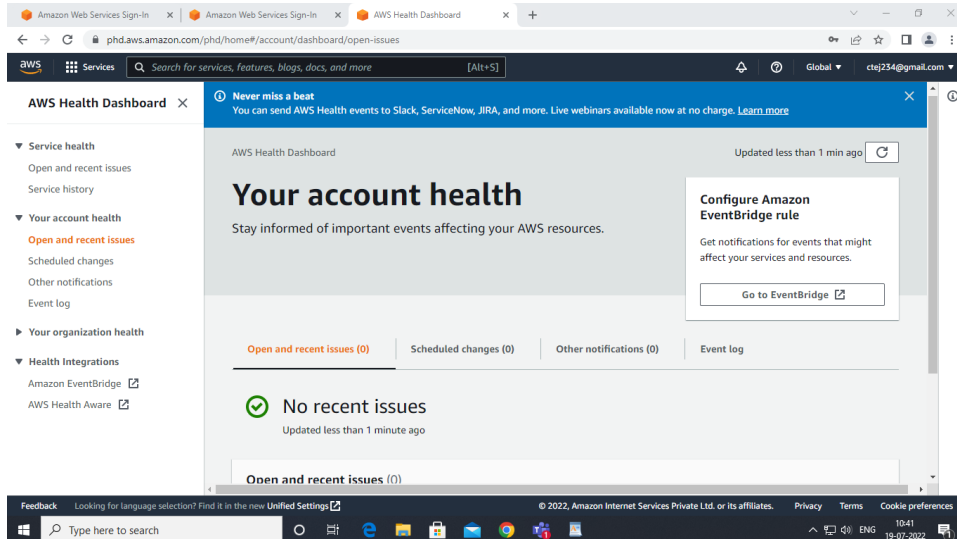 Amazon Web Services Sign-In
Amazon Web Services Sign-In
AWS Health Dashboard
phd.aws.amazon.com/phd/home#/account/dashboard/open-issues
aws
Services
Search for services, features, blogs, docs, and more
[Alt+S]
Global
ctej234@gmail.com
AWS Health Dashboard
Service health
Open and recent issues
Service history
Your account health
Open and recent issues
Scheduled changes
Other notifications
Event log
Your organization health
Health Integrations
Amazon EventBridge
AWS Health Aware
Never miss a beat
You can send AWS Health events to Slack, ServiceNow, JIRA, and more. Live webinars available now at no charge. Learn more
AWS Health Dashboard
Updated less than 1 min ago
Your account health
Stay informed of important events affecting your AWS resources.
Configure Amazon
EventBridge rule
Get notifications for events that might
affect your services and resources.
Go to EventBridge
Open and recent issues (0)
Scheduled changes (0)
Other notifications (0)
Event log
No recent issues
Updated less than 1 minute ago
Open and recent issues (0)
Feedback
Looking for language selection? Find it in the new Unified Settings
© 2022, Amazon Internet Services Private Ltd. or its affiliates.
Privacy
Terms
Cookie preferences
Type here to search
ENG
10:41
19-07-2022